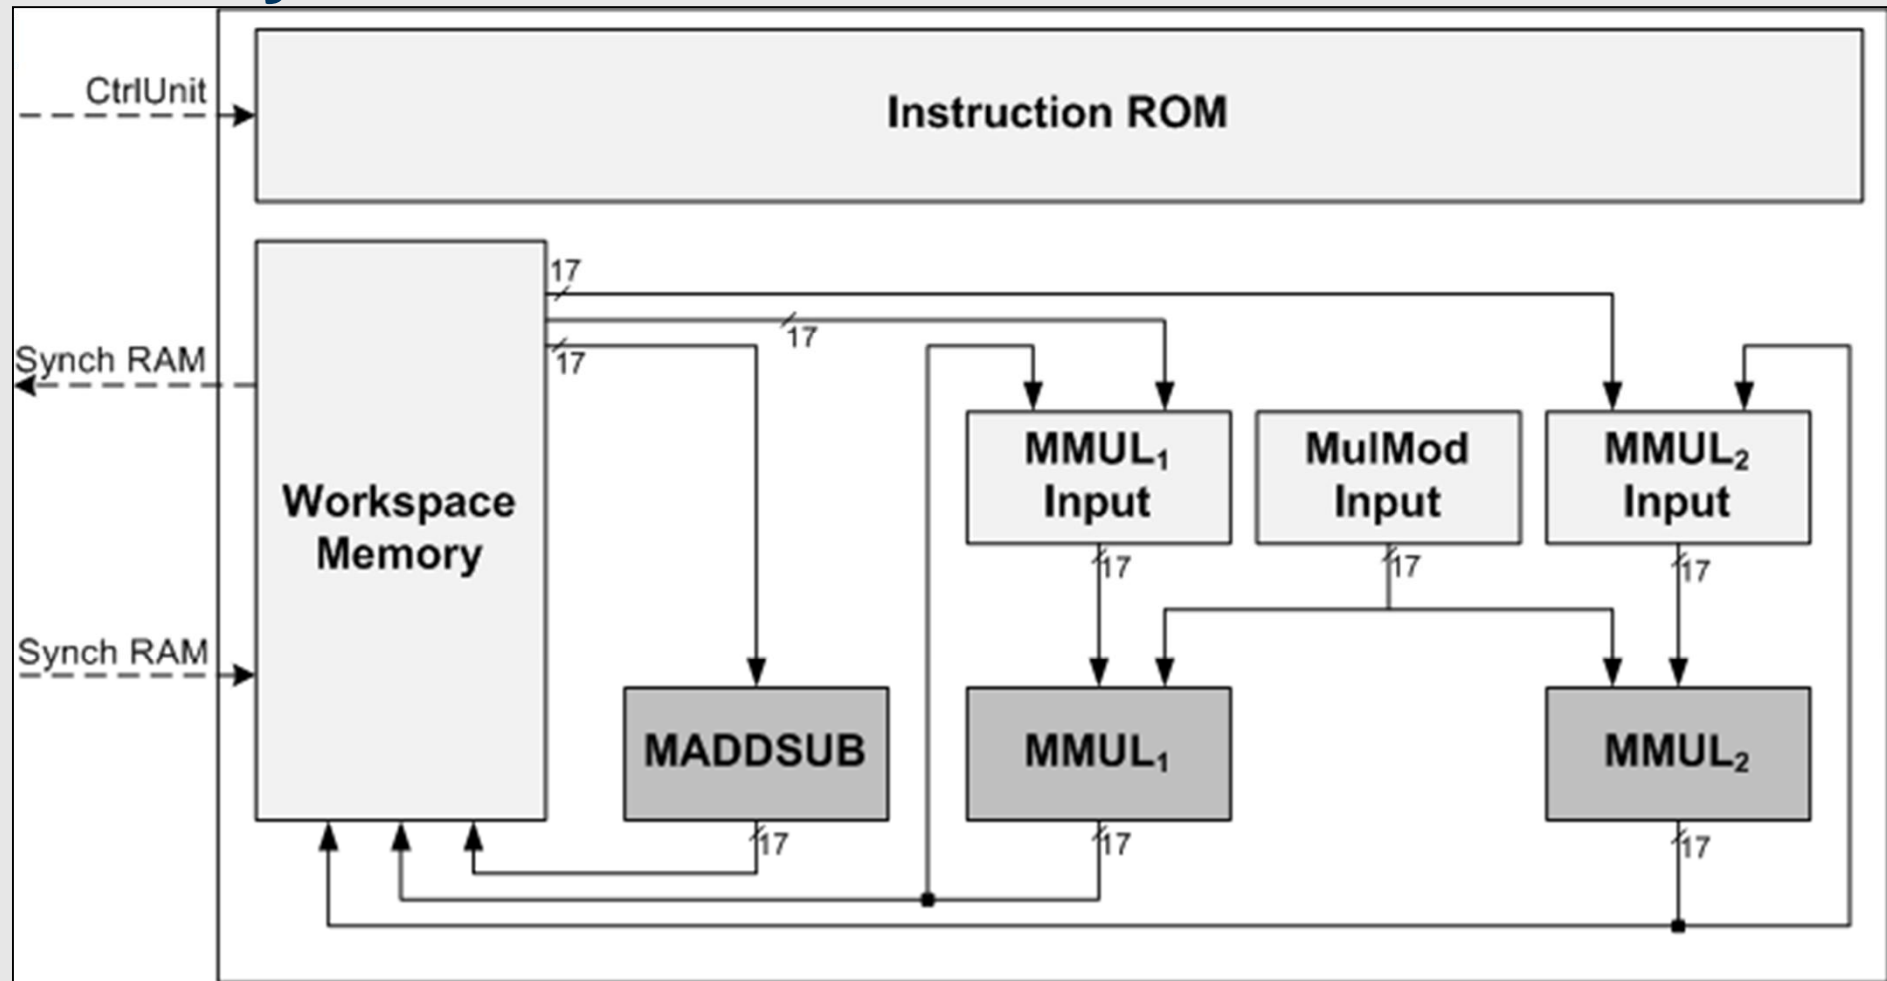 CtrlUnit
Instruction ROM
17
17
17
Synch RAM
MMUL₁
Input
MulMod
Input
MMUL₂
Input
Workspace
Memory
17
17
17
Synch RAM
MADDSUB
MMUL₁
MMUL₂
17
17
17